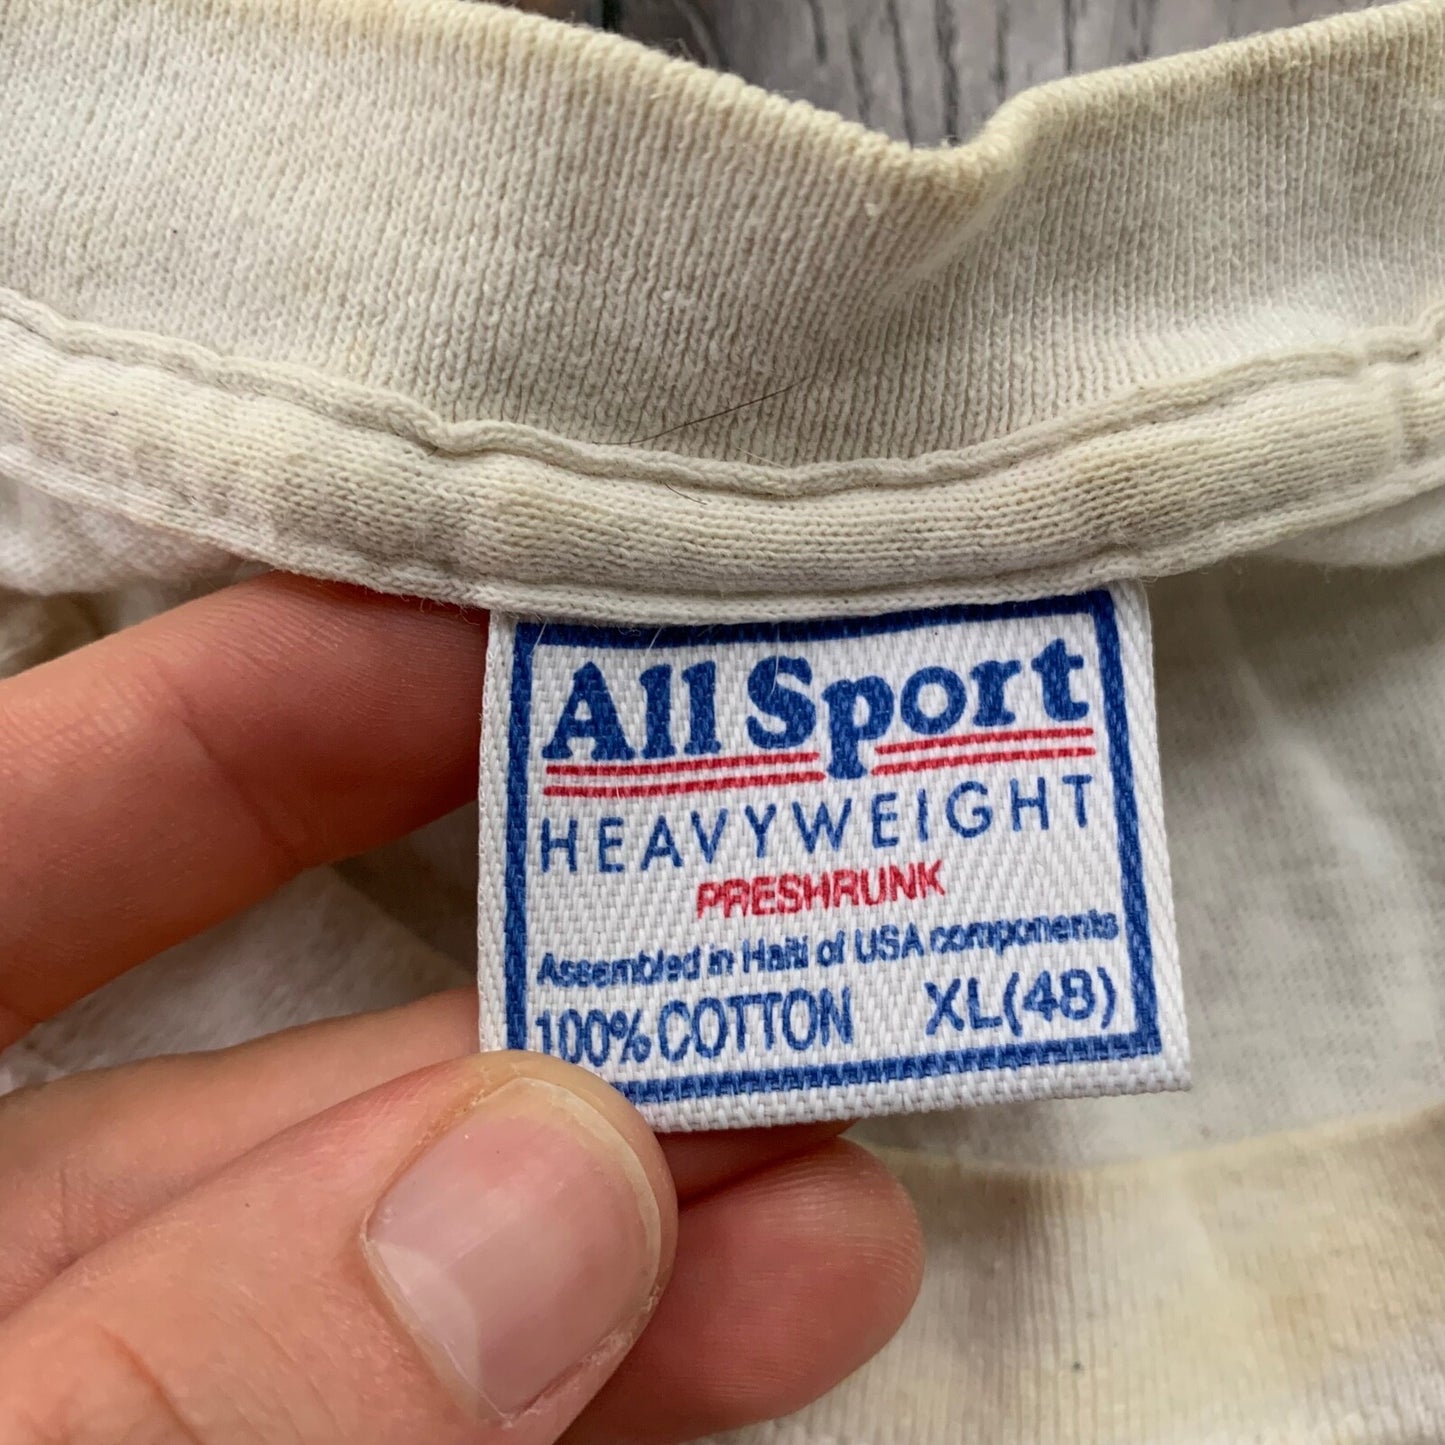 All Sport
HEAVYWEIGHT
PRESHRUNK
Assembled in Haiti of USA components
100% COTTON XL(48)